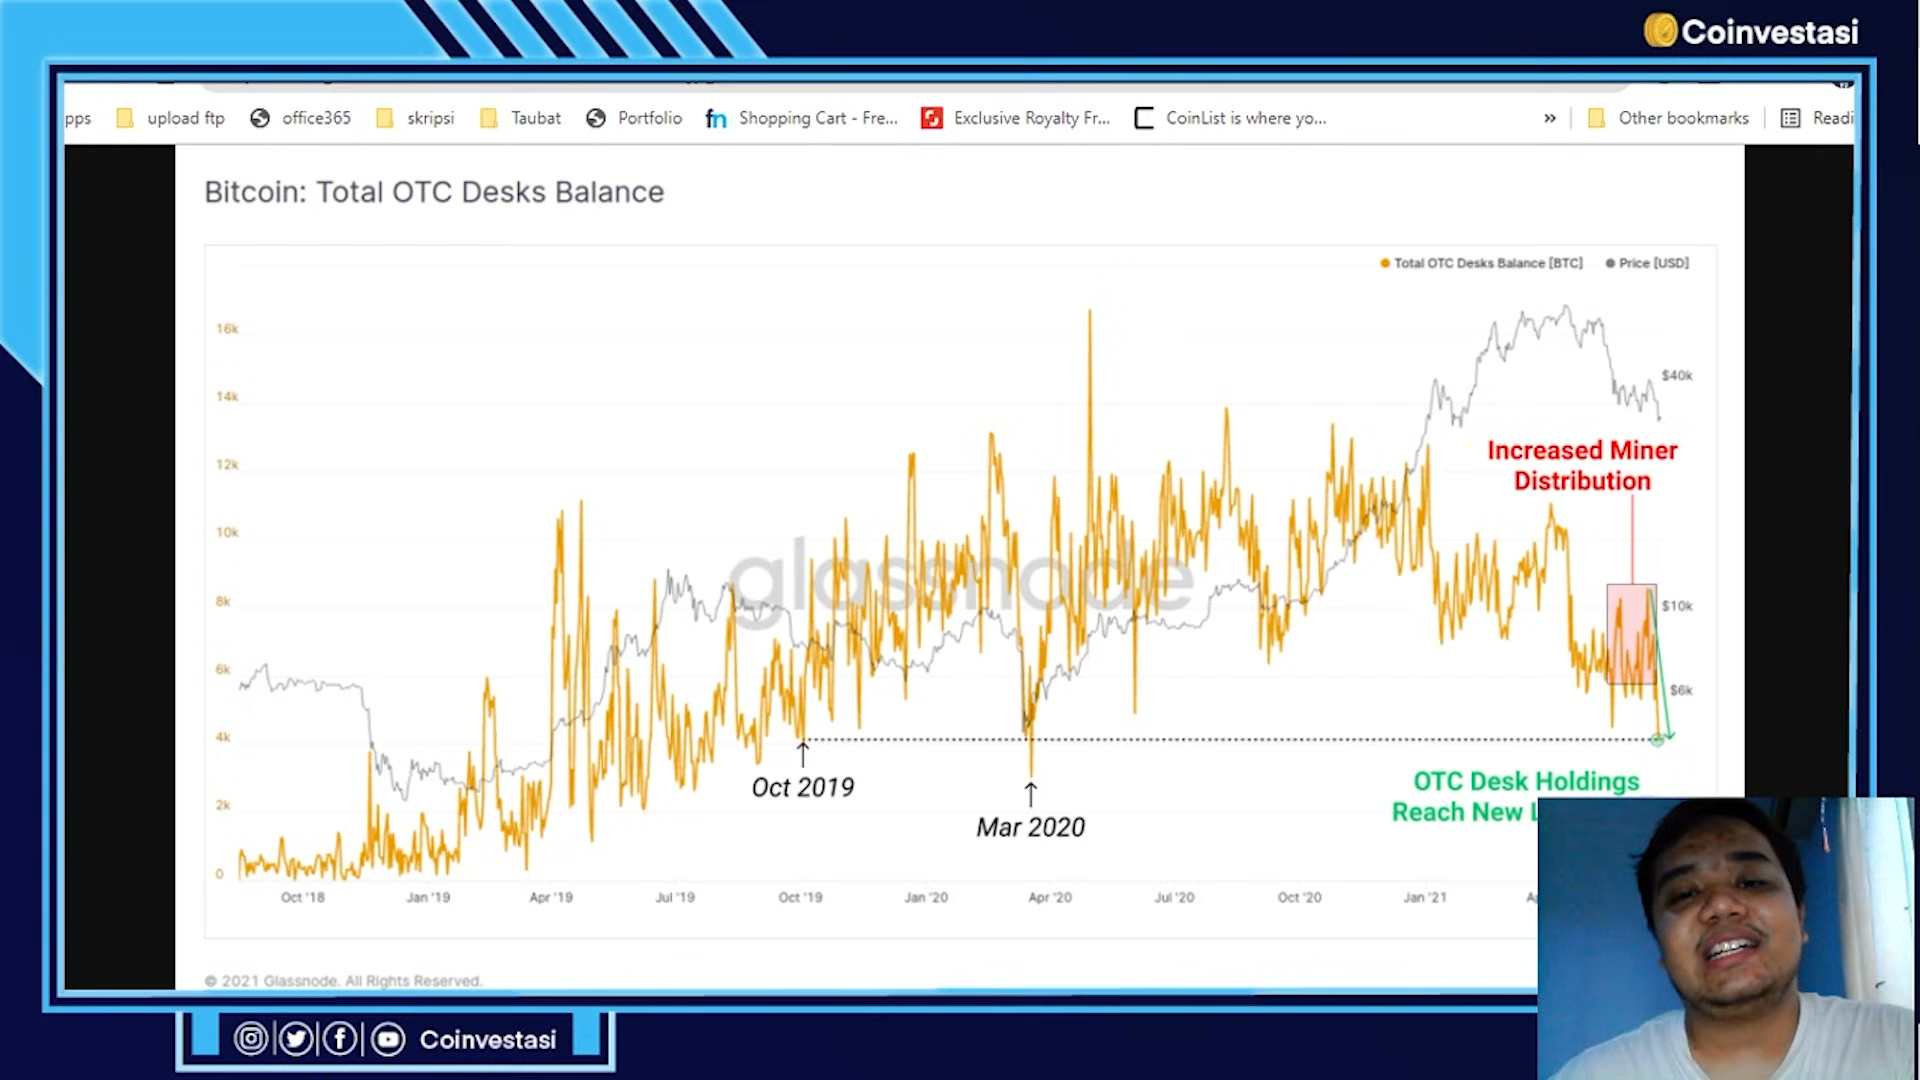 Coinvestasi
pps upload ftp office365 skripsi Taubat Portfolio Shopping Cart - Fre... Exclusive Royalty Fr... CoinList is where yo... » Other bookmarks Readi
Bitcoin: Total OTC Desks Balance
Total OTC Desks Balance [BTC] Price [USD]
16k
14k
12k
10k
8k
6k
4k
2k
0
$40k
$10k
$6k
Increased Miner
Distribution
glassnode
Oct 2019
Mar 2020
OTC Desk Holdings
Reach New L
Oct '18 Jan '19 Apr '19 Jul '19 Oct '19 Jan '20 Apr '20 Jul '20 Oct '20 Jan '21
© 2021 Glassnode. All Rights Reserved.
Coinvestasi